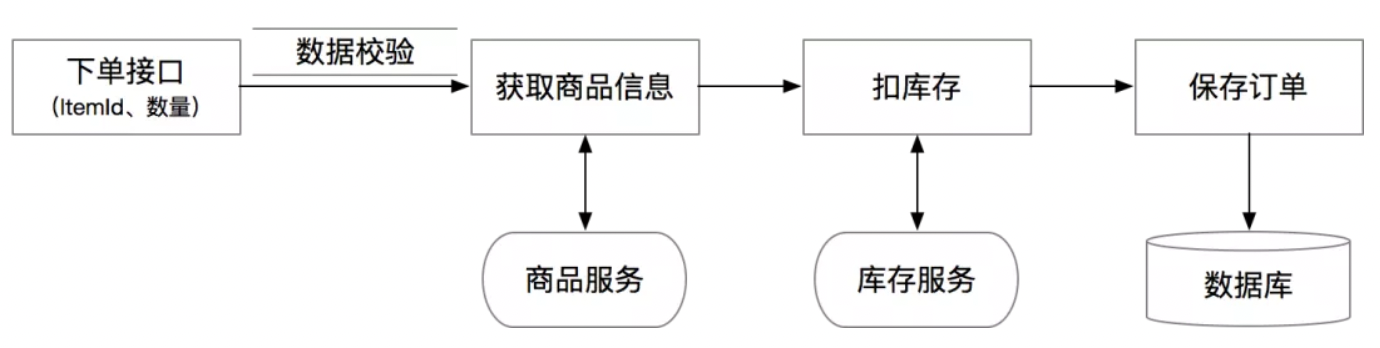 下单接口
（ItemId、数量）
数据校验
获取商品信息
扣库存
保存订单
商品服务
库存服务
数据库